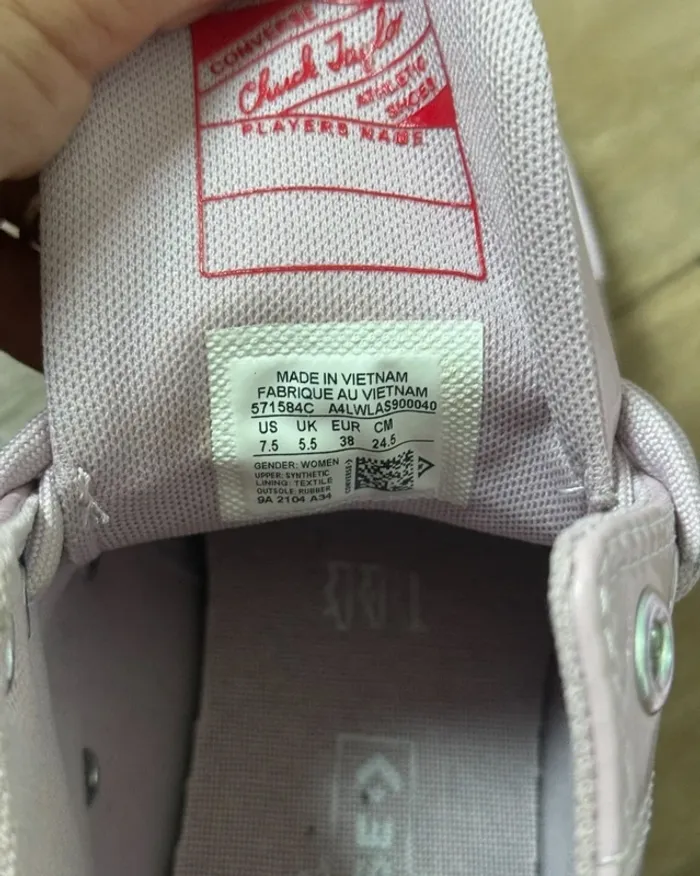 CONVERSE
Chuck Taylor
ATHLETIC
SHOES
PLAYERS NAME
MADE IN VIETNAM
FABRIQUE AU VIETNAM
571584C A4LWLAS900040
US UK EUR CM
7.5 5.5 38 24.5
GENDER: WOMEN
UPPER: SYNTHETIC
LINING: TEXTILE
OUTSOLE: RUBBER
9A 2104 A34